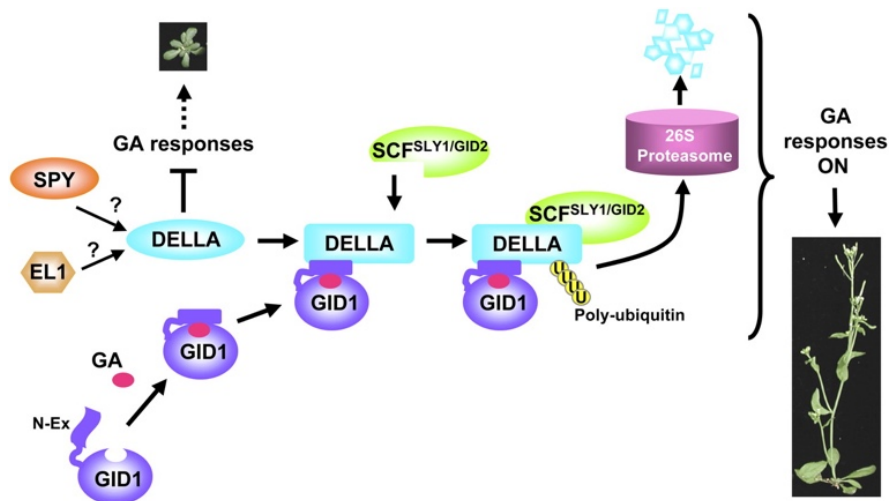 GA responses
SPY
?
EL1
?
DELLA
SCF^SLY1/GID2
DELLA
GID1
SCF^SLY1/GID2
DELLA
GID1
U U U U
Poly-ubiquitin
26S
Proteasome
GA
responses
ON
GID1
GA
N-Ex
GID1